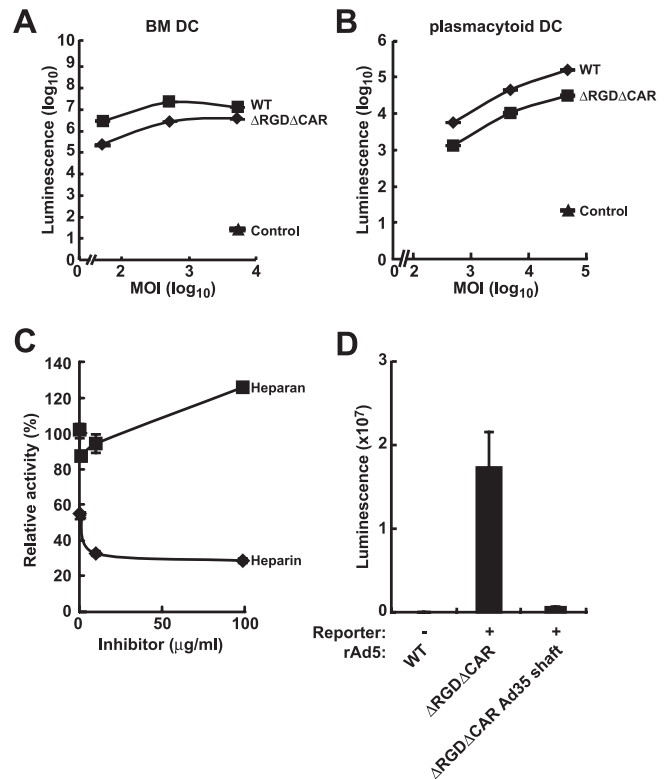 A
BM DC
Luminescence (log10)
10
9
8
7
6
5
4
3
2
1
0
WT
ΔRGDΔCAR
Control
2
3
4
MOI (log10)
B
plasmacytoid DC
Luminescence (log10)
6
5
4
3
2
1
0
WT
ΔRGDΔCAR
Control
2
3
4
5
MOI (log10)
C
Relative activity (%)
140
120
100
80
60
40
20
0
Heparan
Heparin
0
50
100
Inhibitor (μg/ml)
D
Luminescence (x10⁷)
3
2
1
0
Reporter: - + +
rAd5: WT ΔRGDΔCAR ΔRGDΔCAR Ad35 shaft